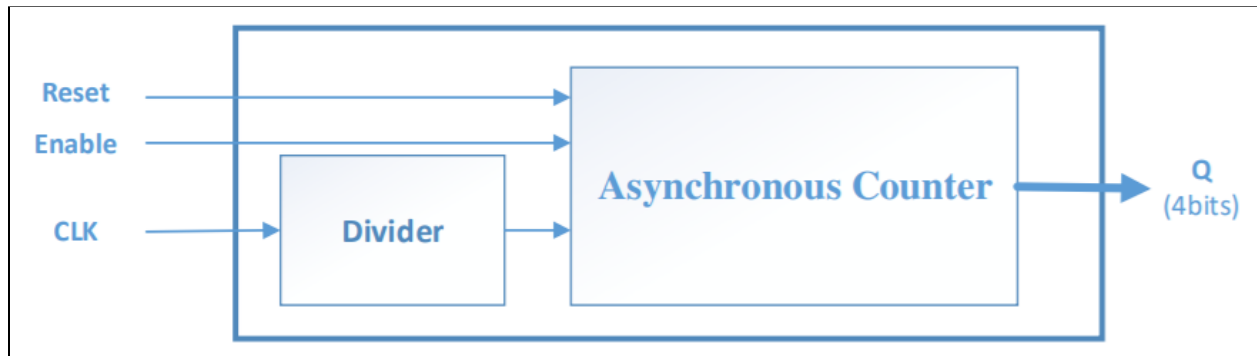 Reset
Enable
CLK
Divider
Asynchronous Counter
Q
(4bits)